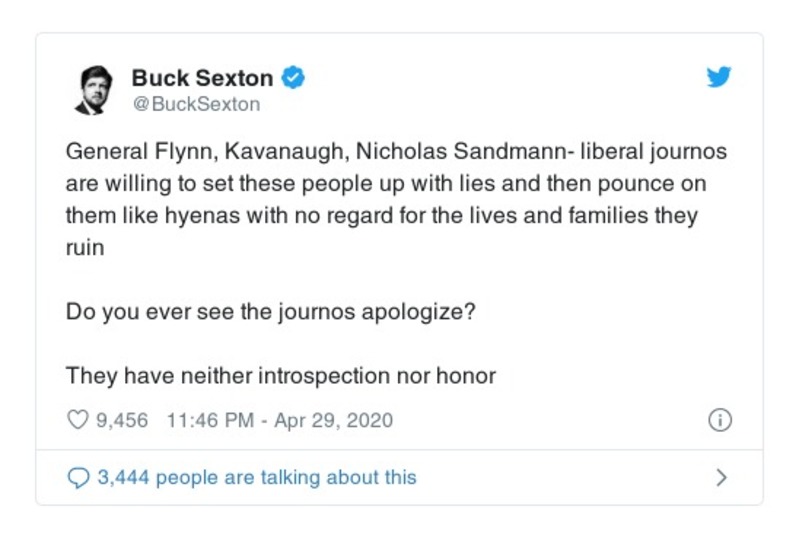 Buck Sexton
@BuckSexton
General Flynn, Kavanaugh, Nicholas Sandmann- liberal journos
are willing to set these people up with lies and then pounce on
them like hyenas with no regard for the lives and families they
ruin
Do you ever see the journos apologize?
They have neither introspection nor honor
9,456 11:46 PM - Apr 29, 2020
3,444 people are talking about this